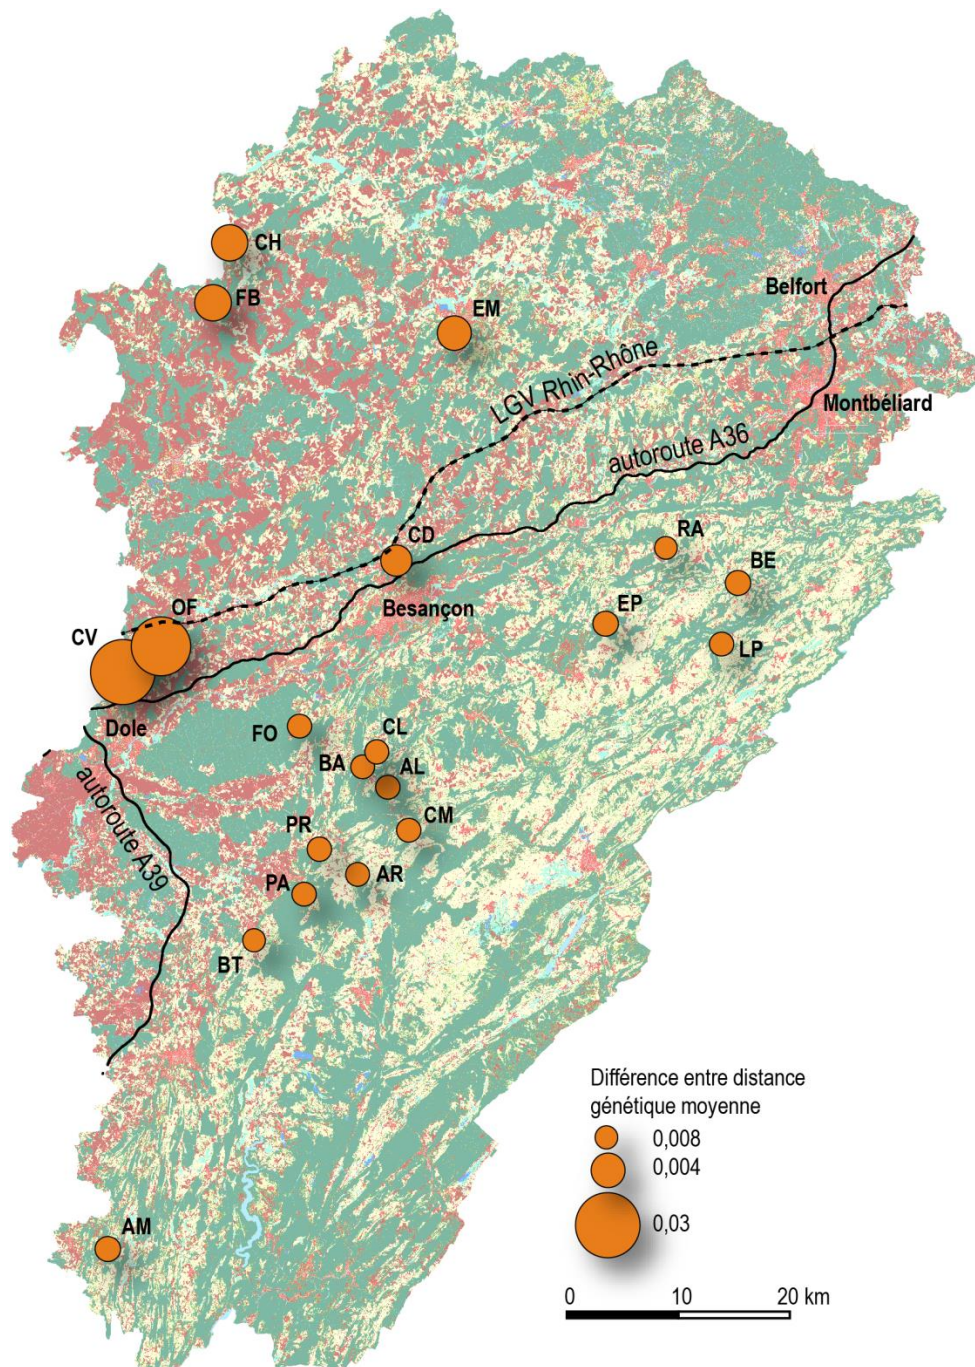 CH
FB
EM
Belfort
LGV Rhin-Rhône
Montbéliard
autoroute A36
CD
RA
BE
OF
Besançon
EP
CV
LP
Dole
FO
CL
BA
AL
autoroute A39
CM
PR
AR
PA
BT
Différence entre distance
génétique moyenne
0,008
0,004
0,03
AM
0 10 20 km